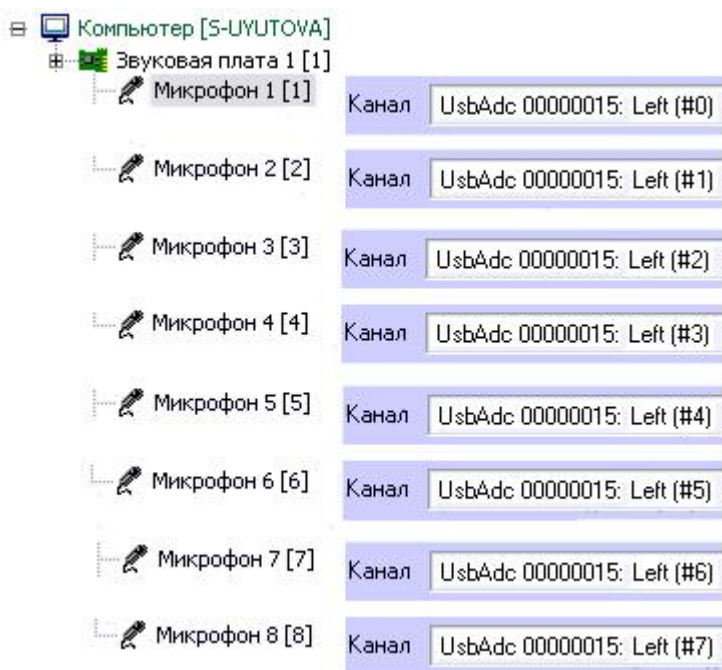 Компьютер [S-UYUTOVA]
Звуковая плата 1 [1]
Микрофон 1 [1] Канал UsbAdc 00000015: Left (#0)
Микрофон 2 [2] Канал UsbAdc 00000015: Left (#1)
Микрофон 3 [3] Канал UsbAdc 00000015: Left (#2)
Микрофон 4 [4] Канал UsbAdc 00000015: Left (#3)
Микрофон 5 [5] Канал UsbAdc 00000015: Left (#4)
Микрофон 6 [6] Канал UsbAdc 00000015: Left (#5)
Микрофон 7 [7] Канал UsbAdc 00000015: Left (#6)
Микрофон 8 [8] Канал UsbAdc 00000015: Left (#7)